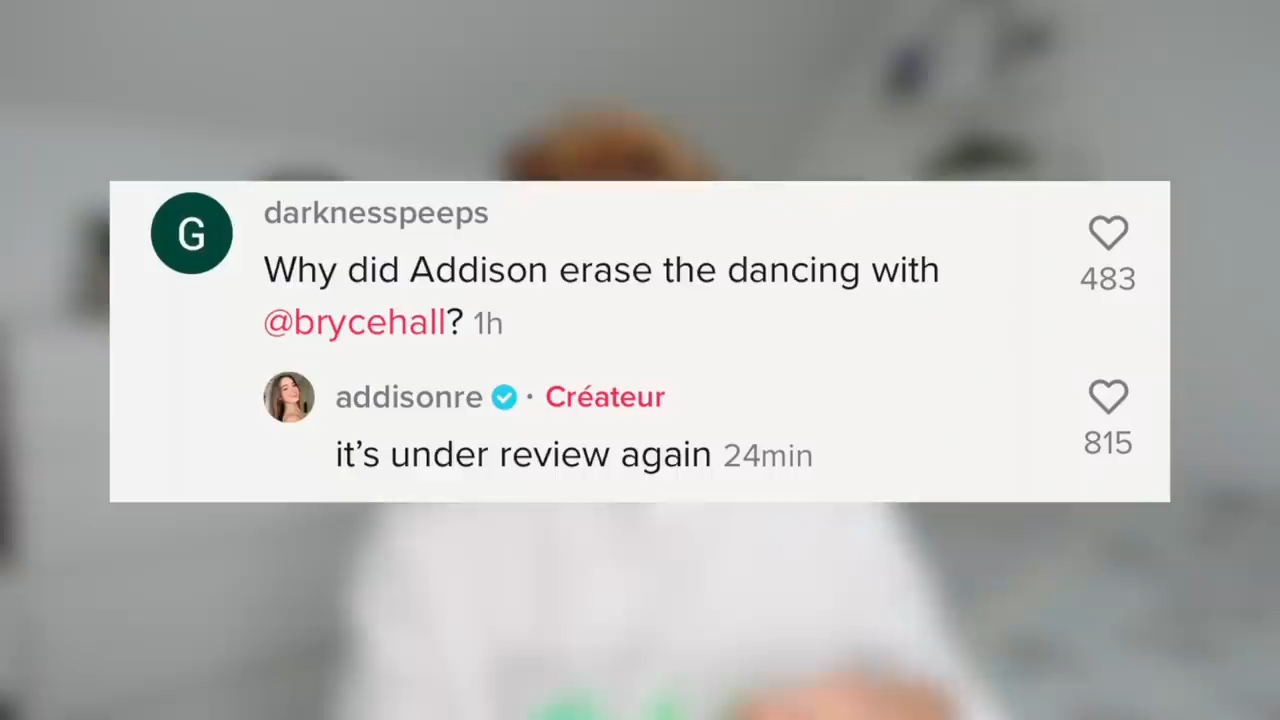 G
darknesspeeps
Why did Addison erase the dancing with
@brycehall? 1h
483
addisonre · Créateur
it's under review again 24min
815